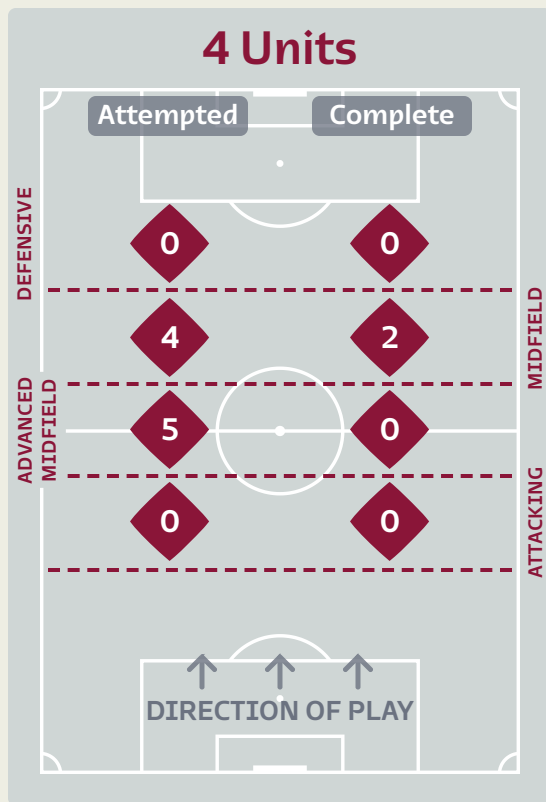 4 Units
Attempted
Complete
DEFENSIVE
0
0
MIDFIELD
4
2
ADVANCED
MIDFIELD
5
0
ATTACKING
0
0
DIRECTION OF PLAY